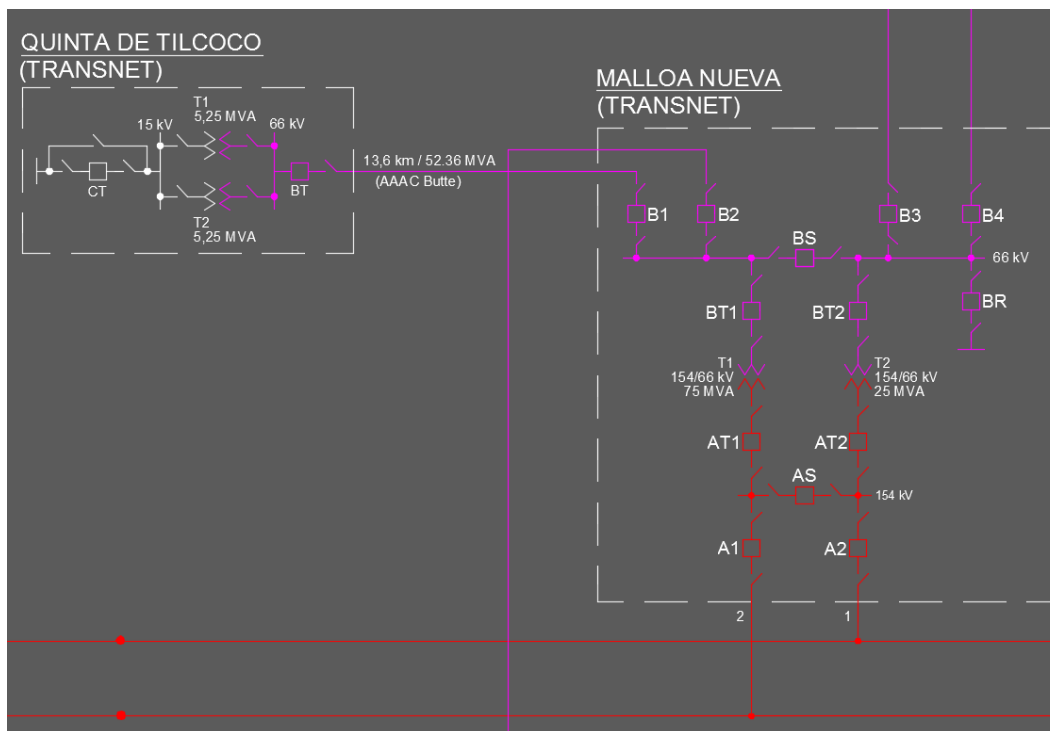 QUINTA DE TILCOCO
(TRANSNET)
T1
5,25 MVA
15 kV
66 kV
CT
BT
T2
5,25 MVA
13,6 km / 52.36 MVA
(AAAC Butte)
MALLOA NUEVA
(TRANSNET)
B1
B2
B3
B4
BS
66 kV
BR
BT1
BT2
T1
154/66 kV
75 MVA
T2
154/66 kV
25 MVA
AT1
AT2
AS
154 kV
A1
A2
2
1